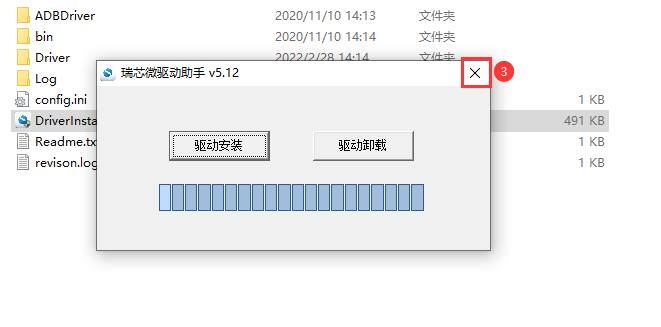 ADBDriver 2020/11/10 14:13 文件夹
bin 2020/11/10 14:14 文件夹
Driver 2022/2/28 14:14 文件夹
瑞芯微驱动助手 v5.12
3
Log
config.ini 1 KB
DriverInsta 491 KB
驱动安装 驱动卸载
Readme.tx 1 KB
revison.log 1 KB